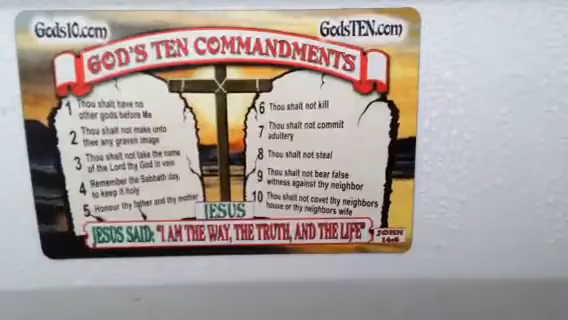 Gods10.com
GodsTEN.com
GOD'S TEN COMMANDMENTS
1 Thou shalt have no
other gods before Me
2 Thou shalt not make unto
thee any graven image
3 Thou shalt not take the name
of the Lord thy God in vain
4 Remember the Sabbath day,
to keep it holy
5 Honour thy father and thy mother
6 Thou shalt not kill
7 Thou shalt not commit
adultery
8 Thou shalt not steal
9 Thou shalt not bear false
witness against thy neighbor
10 Thou shalt not covet thy neighbors
house or thy neighbors wife
JESUS
JESUS SAID: "I AM THE WAY, THE TRUTH, AND THE LIFE"
JOHN
14:6